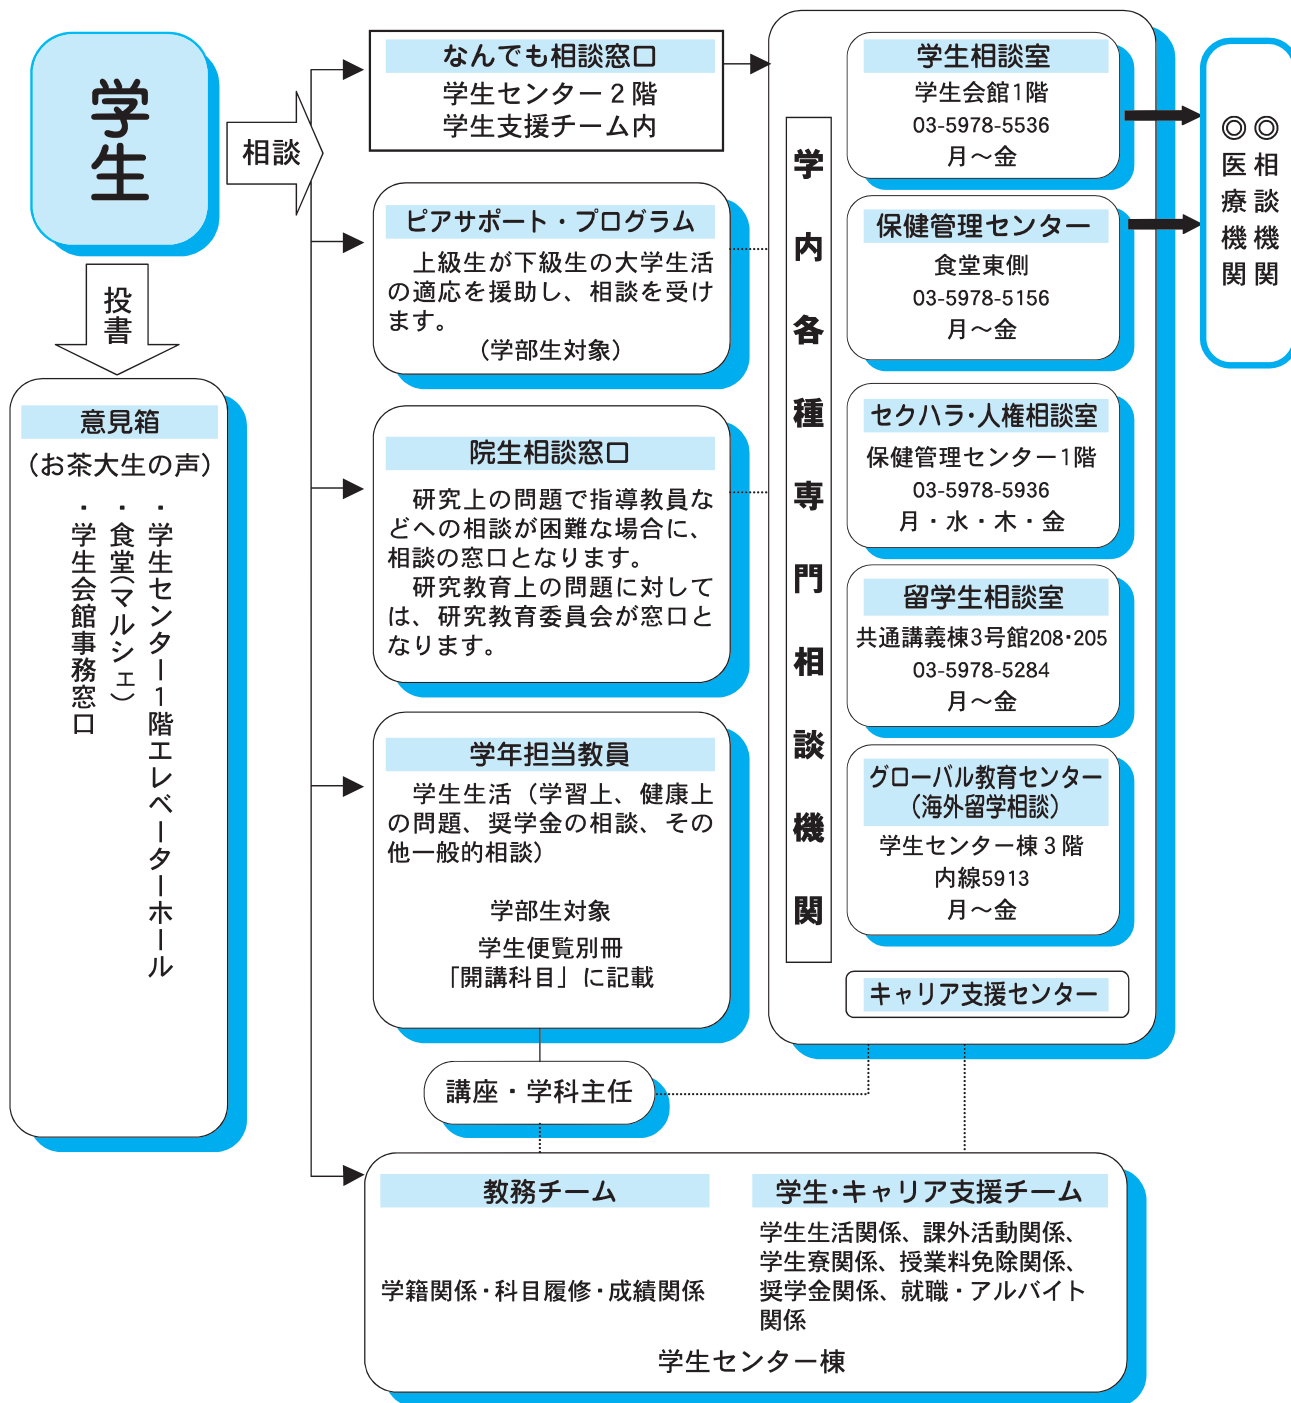 学生
相談
投書
意見箱
(お茶大生の声)
・学生センター1階エレベーターホール
・食堂(マルシェ)
・学生会館事務窓口
なんでも相談窓口
学生センター2階
学生支援チーム内
ピアサポート・プログラム
上級生が下級生の大学生活
の適応を援助し、相談を受け
ます。
(学部生対象)
院生相談窓口
研究上の問題で指導教員な
どへの相談が困難な場合に、
相談の窓口となります。
研究教育上の問題に対して
は、研究教育委員会が窓口と
なります。
学年担当教員
学生生活(学習上、健康上
の問題、奨学金の相談、その
他一般的相談)
学部生対象
学生便覧別冊
「開講科目」に記載
講座・学科主任
教務チーム
学籍関係・科目履修・成績関係
学生・キャリア支援チーム
学生生活関係、課外活動関係、
学生寮関係、授業料免除関係、
奨学金関係、就職・アルバイト
関係
学生センター棟
学内各種専門相談機関
学生相談室
学生会館1階
03-5978-5536
月~金
保健管理センター
食堂東側
03-5978-5156
月~金
セクハラ・人権相談室
保健管理センター1階
03-5978-5936
月・水・木・金
留学生相談室
共通講義棟3号館208・205
03-5978-5284
月~金
グローバル教育センター
(海外留学相談)
学生センター棟3階
内線5913
月~金
キャリア支援センター
◎相談機関
◎医療機関